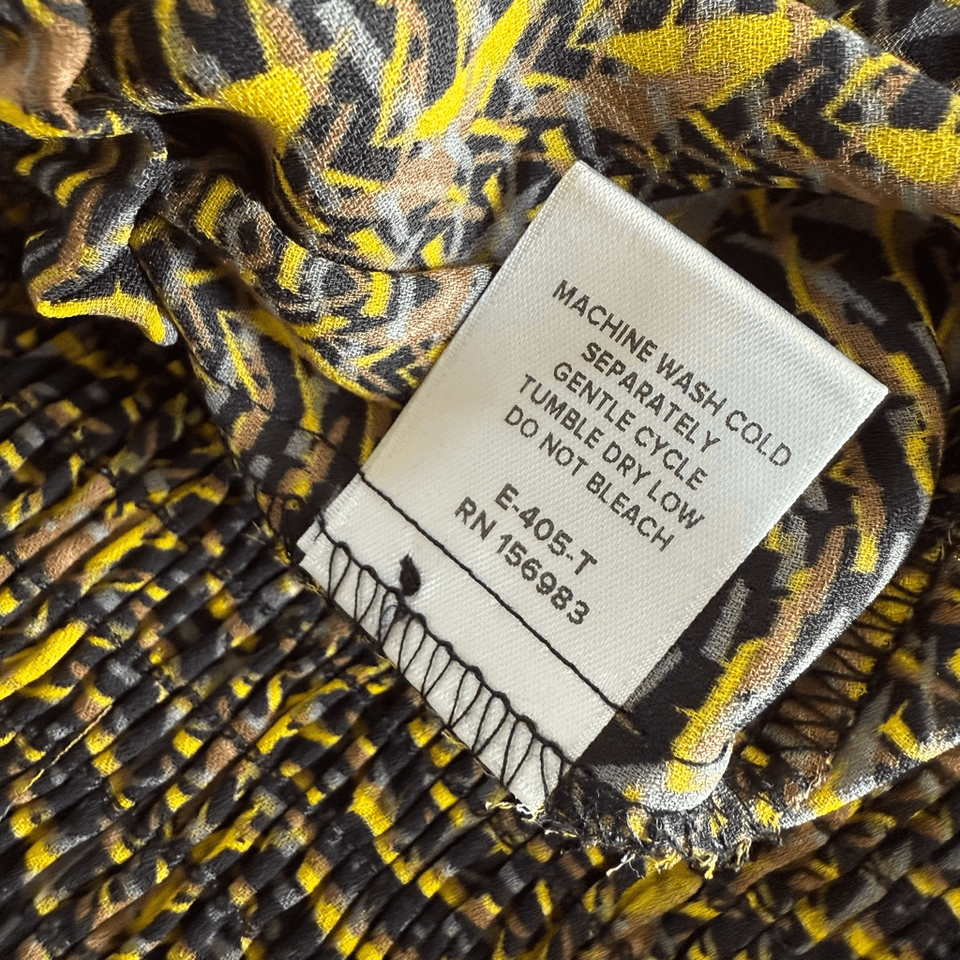 MACHINE WASH COLD
SEPARATELY
GENTLE CYCLE
TUMBLE DRY LOW
DO NOT BLEACH
E-405-T
RN 156983